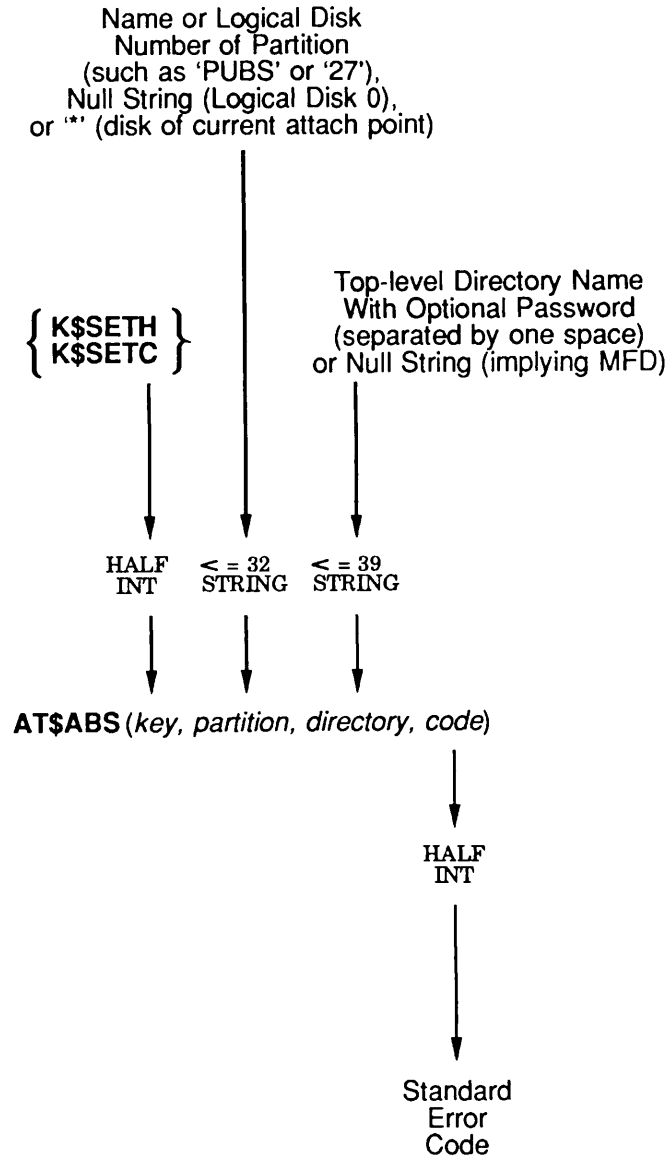 Name or Logical Disk
Number of Partition
(such as 'PUBS' or '27'),
Null String (Logical Disk 0),
or '*' (disk of current attach point)
Top-level Directory Name
With Optional Password
(separated by one space)
or Null String (implying MFD)
{ K$SETH }
{ K$SETC }
HALF
INT
< = 32
STRING
< = 39
STRING
AT$ABS (key, partition, directory, code)
HALF
INT
Standard
Error
Code